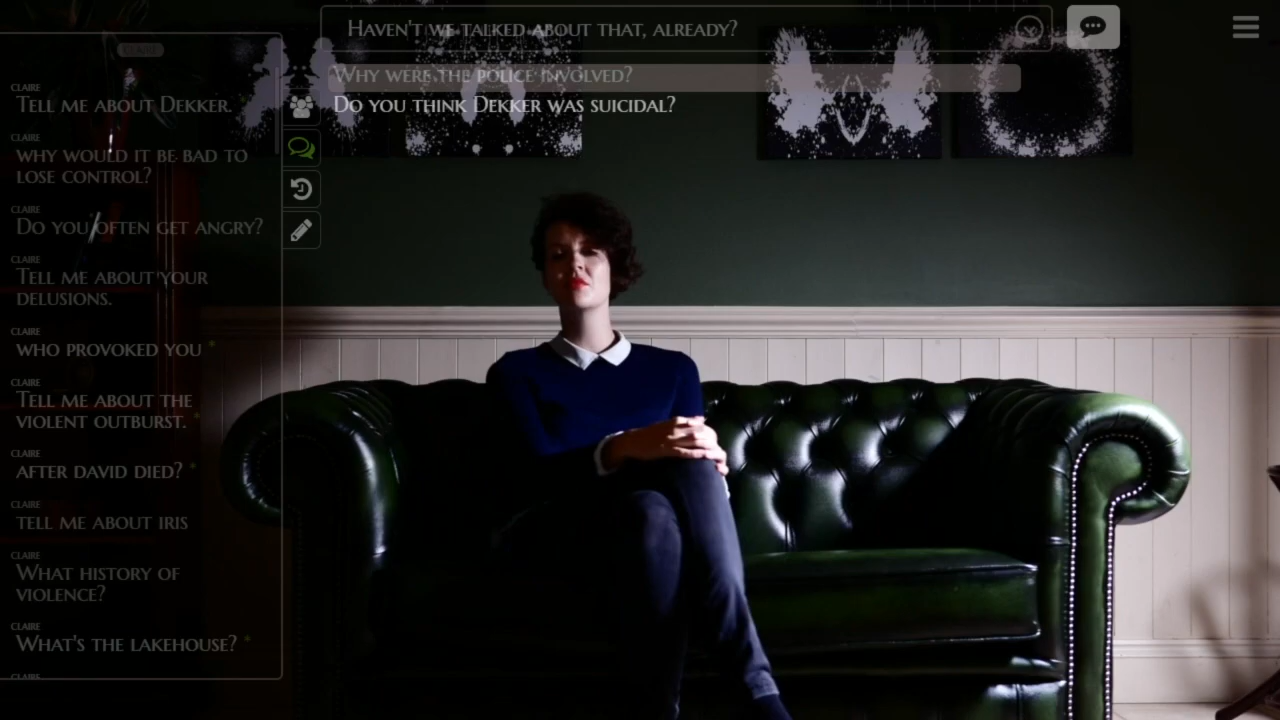 Haven't we talked about that, already?
Why were the police involved?
Do you think Dekker was suicidal?
CLAIRE
CLAIRE
Tell me about Dekker.
CLAIRE
why would it be bad to
lose control?
CLAIRE
Do you often get angry?
CLAIRE
Tell me about your
delusions.
CLAIRE
who provoked you
CLAIRE
Tell me about the
violent outburst.
CLAIRE
after David died?
CLAIRE
tell me about Iris
CLAIRE
What history of
violence?
CLAIRE
What's the lakehouse?
CLAIRE